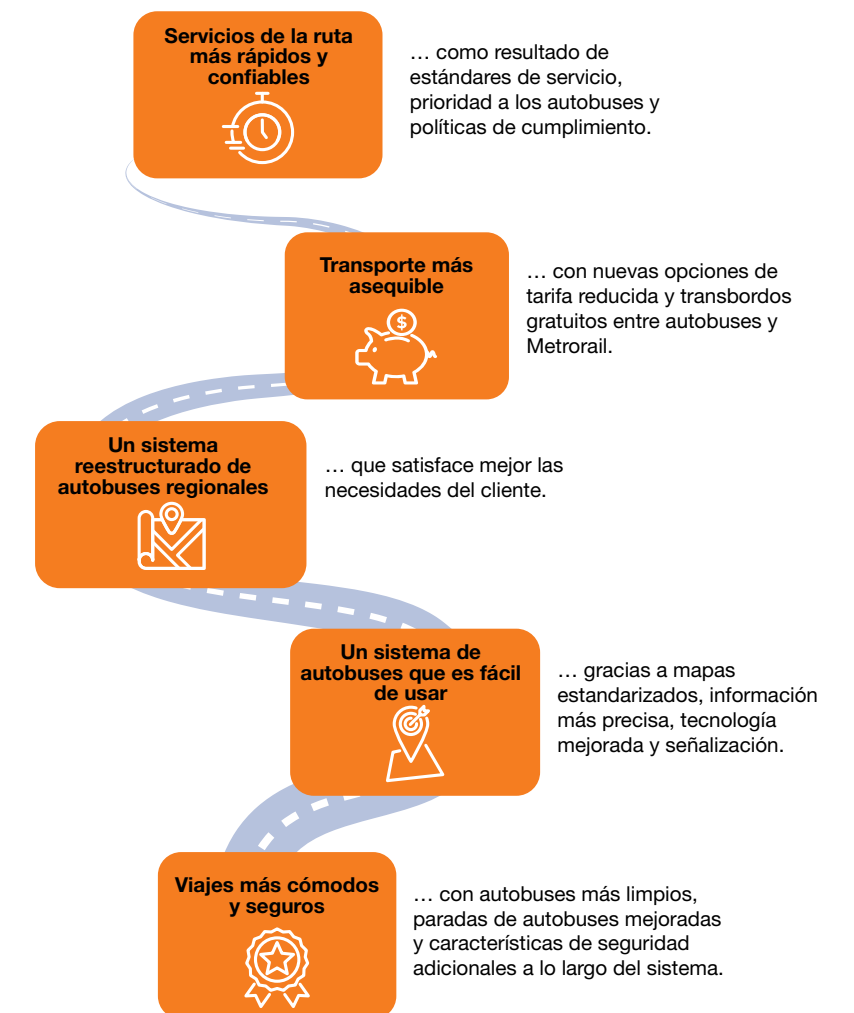 Servicios de la ruta
más rápidos y
confiables
… como resultado de
estándares de servicio,
prioridad a los autobuses y
políticas de cumplimiento.
Transporte más
asequible
$
… con nuevas opciones de
tarifa reducida y transbordos
gratuitos entre autobuses y
Metrorail.
Un sistema
reestructurado de
autobuses regionales
… que satisface mejor las
necesidades del cliente.
Un sistema de
autobuses que es fácil
de usar
… gracias a mapas
estandarizados, información
más precisa, tecnología
mejorada y señalización.
Viajes más cómodos
y seguros
… con autobuses más limpios,
paradas de autobuses mejoradas
y características de seguridad
adicionales a lo largo del sistema.